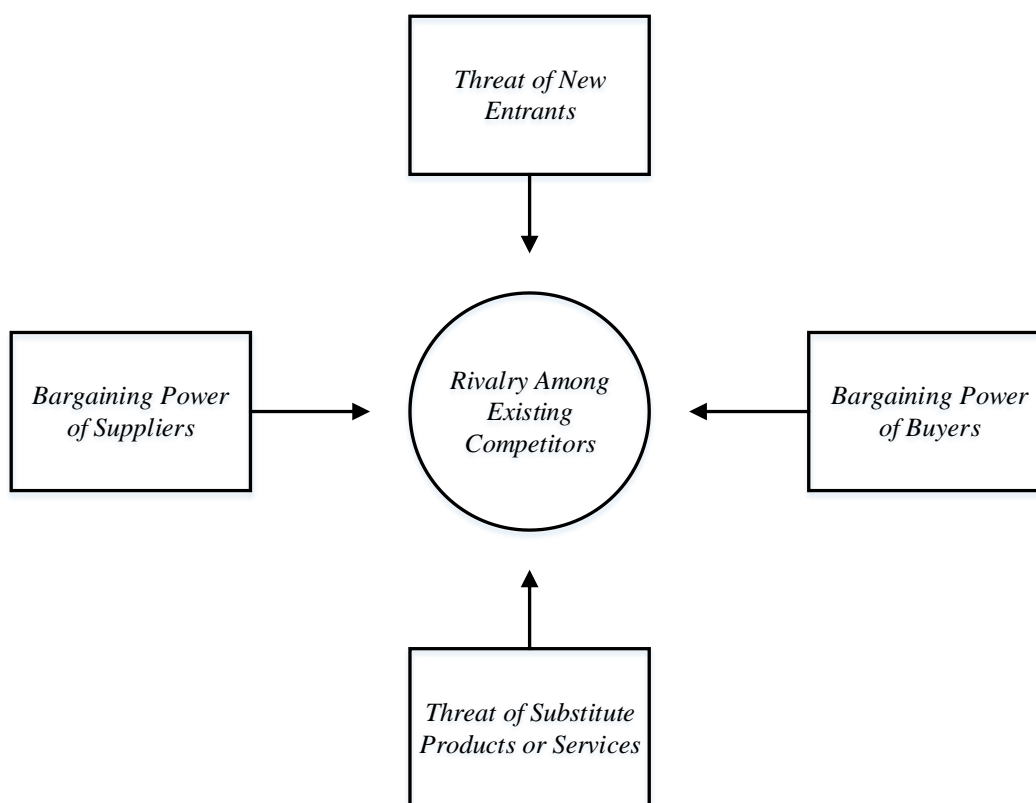 Threat of New
Entrants
Bargaining Power
of Suppliers
Rivalry Among
Existing
Competitors
Bargaining Power
of Buyers
Threat of Substitute
Products or Services